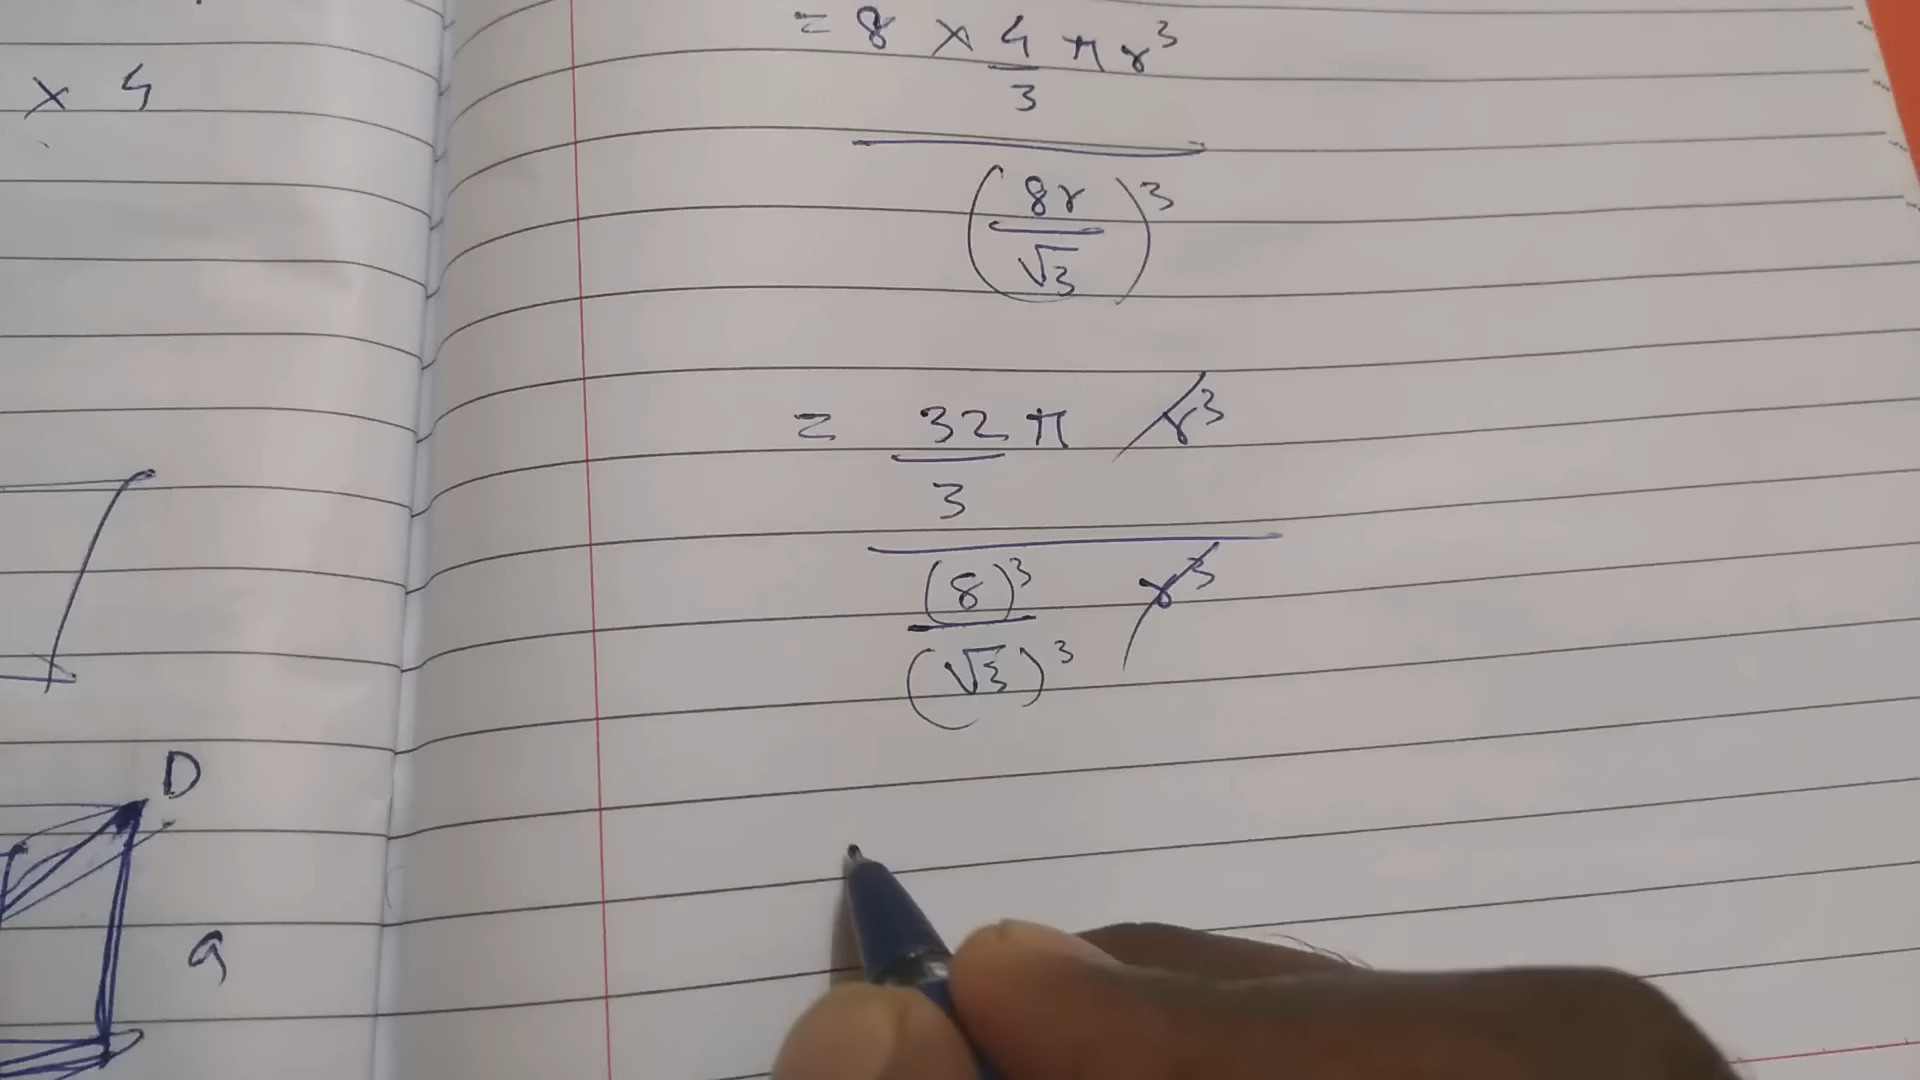 × 4
D
a
= 8 × 4 π r³
3
( 8r )³
√3
= 32 π r³
3
(8)³ r³
(√3)³